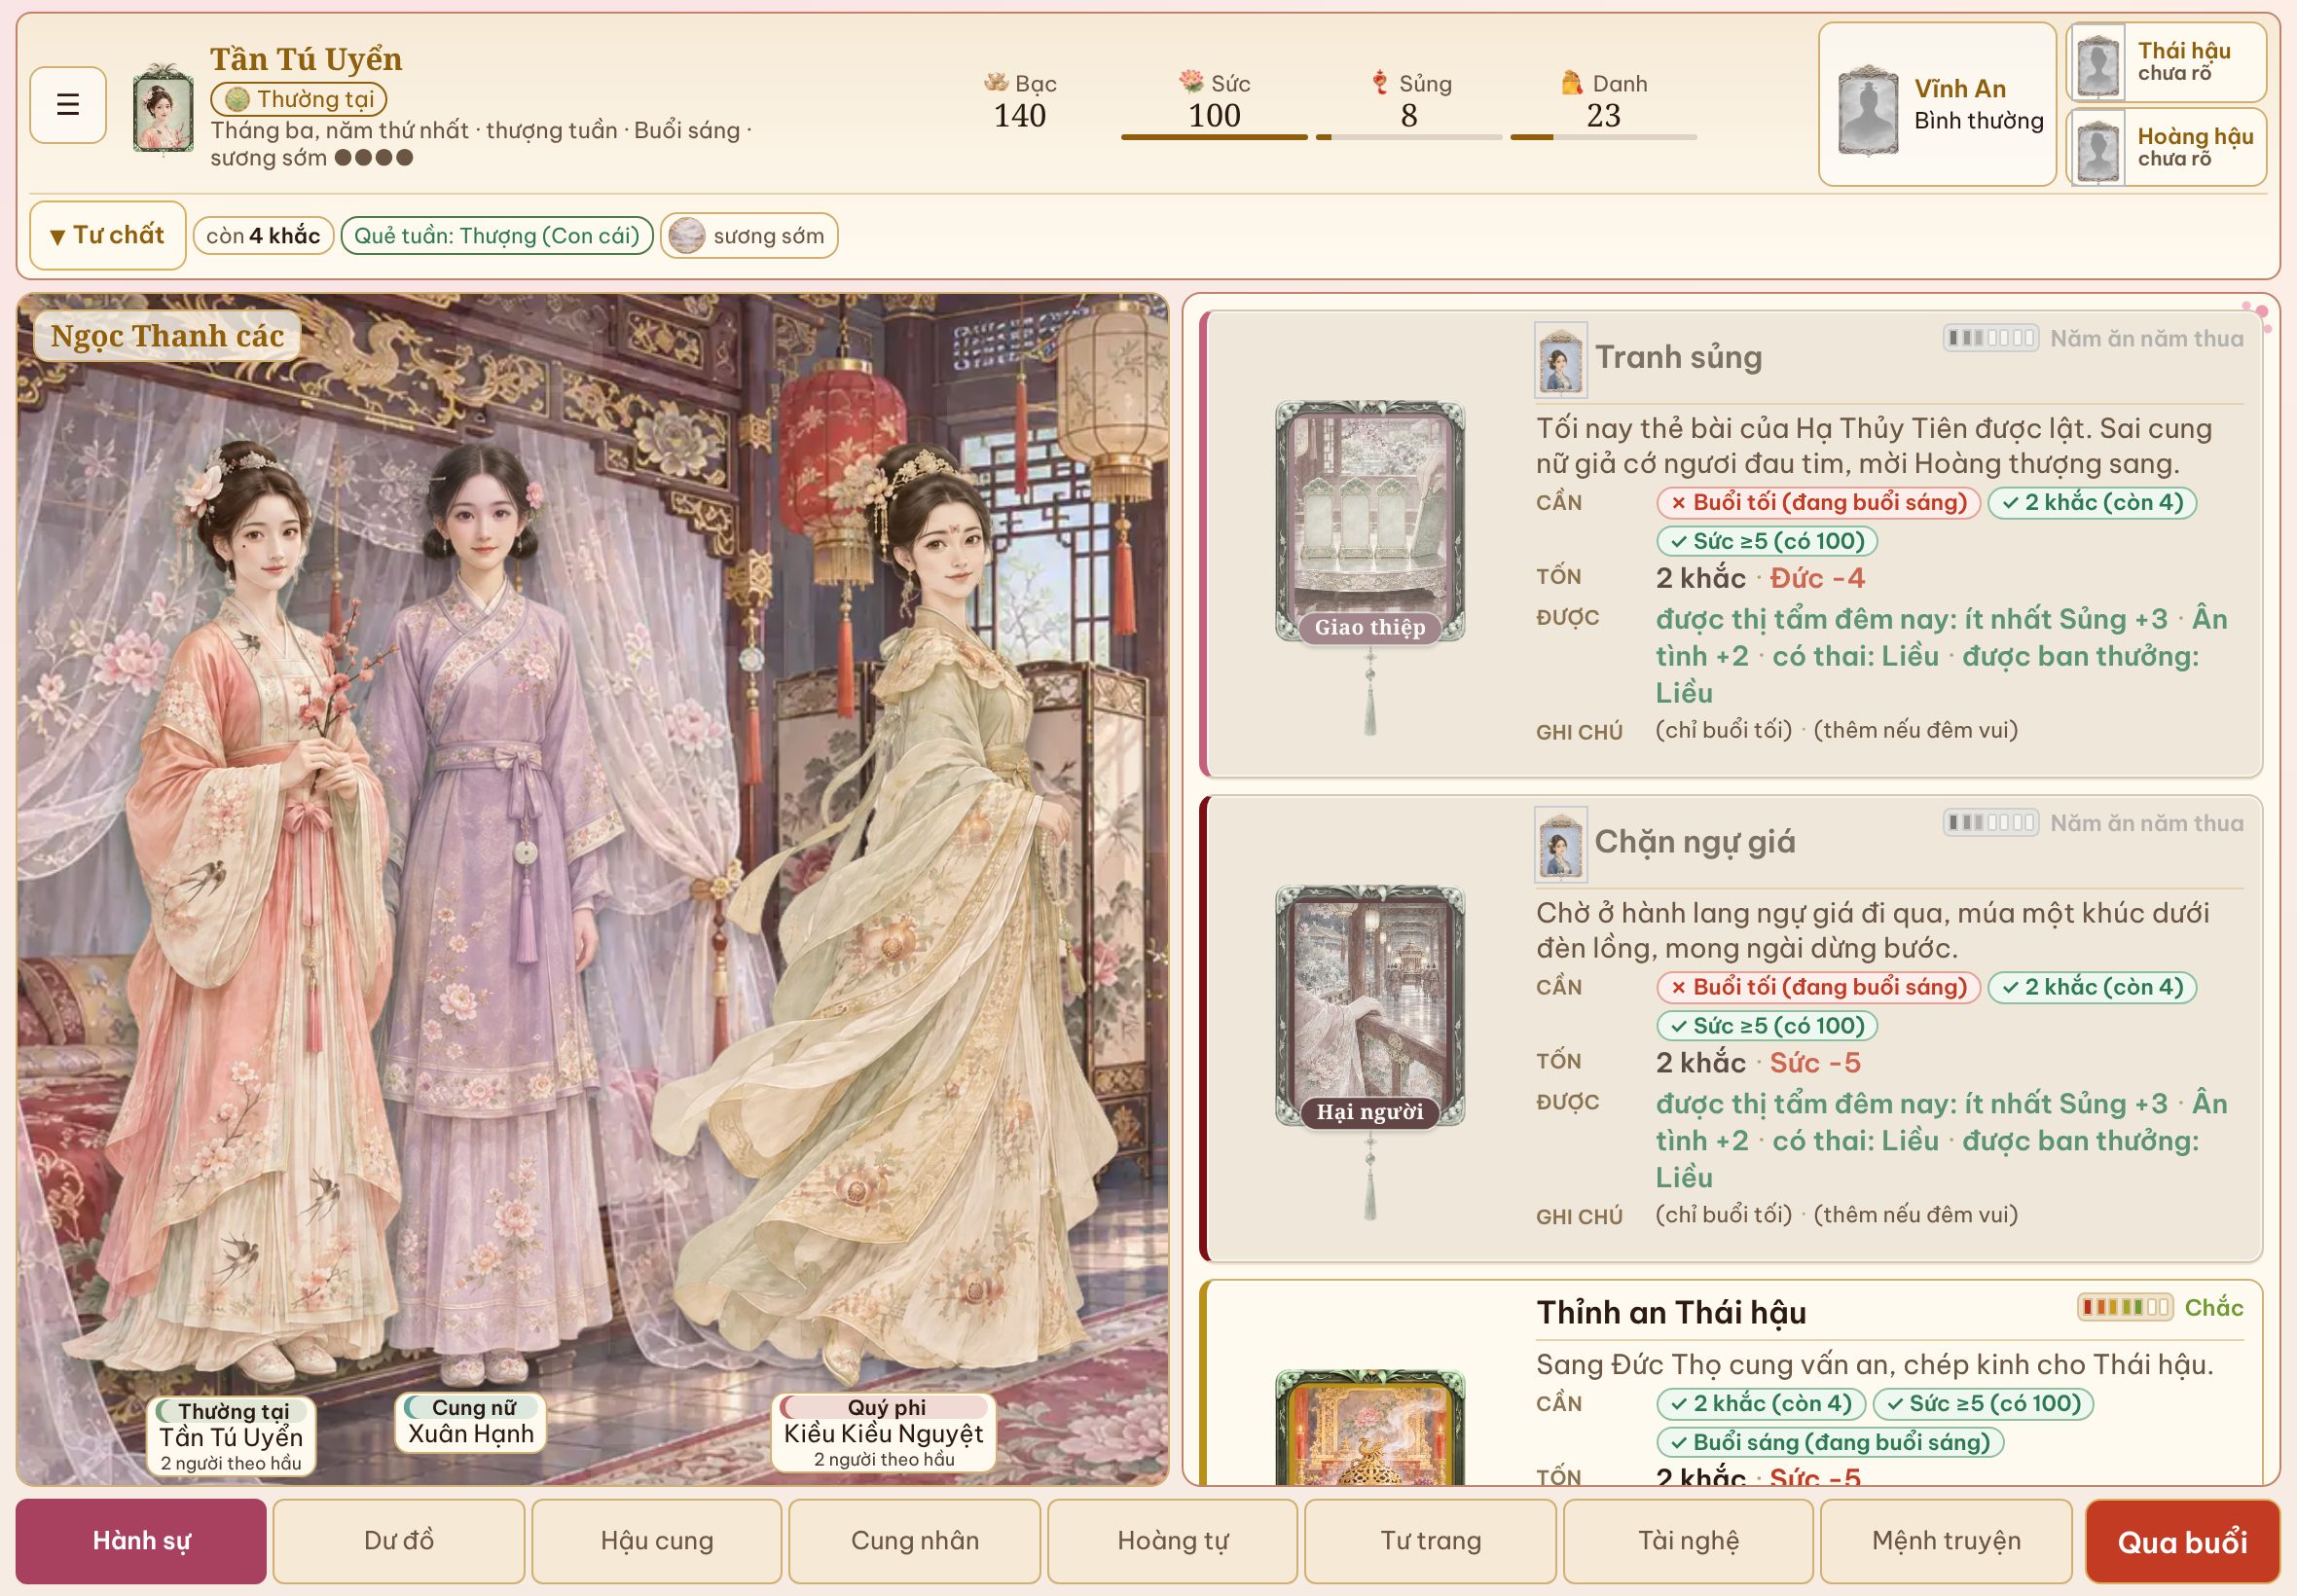 ☰
Tần Tú Uyển
Thường tại
Tháng ba, năm thứ nhất · thượng tuần · Buổi sáng ·
sương sớm ●●●●
Bạc
140
Sức
100
Sủng
8
Danh
23
Vĩnh An
Bình thường
Thái hậu
chưa rõ
Hoàng hậu
chưa rõ
▼ Tư chất
còn 4 khắc
Quẻ tuần: Thượng (Con cái)
sương sớm
Ngọc Thanh các
Thường tại
Tần Tú Uyển
2 người theo hầu
Cung nữ
Xuân Hạnh
Quý phi
Kiều Kiều Nguyệt
2 người theo hầu
Tranh sủng
Năm ăn năm thua
Giao thiệp
Tối nay thẻ bài của Hạ Thủy Tiên được lật. Sai cung
nữ giả cớ ngươi đau tim, mời Hoàng thượng sang.
CẦN
✕ Buổi tối (đang buổi sáng) ✓ 2 khắc (còn 4)
✓ Sức ≥5 (có 100)
TỐN
2 khắc · Đức -4
ĐƯỢC
được thị tẩm đêm nay: ít nhất Sủng +3 · Ân
tình +2 · có thai: Liều · được ban thưởng:
Liều
GHI CHÚ
(chỉ buổi tối) · (thêm nếu đêm vui)
Chặn ngự giá
Năm ăn năm thua
Hại người
Chờ ở hành lang ngự giá đi qua, múa một khúc dưới
đèn lồng, mong ngài dừng bước.
CẦN
✕ Buổi tối (đang buổi sáng) ✓ 2 khắc (còn 4)
✓ Sức ≥5 (có 100)
TỐN
2 khắc · Sức -5
ĐƯỢC
được thị tẩm đêm nay: ít nhất Sủng +3 · Ân
tình +2 · có thai: Liều · được ban thưởng:
Liều
GHI CHÚ
(chỉ buổi tối) · (thêm nếu đêm vui)
Thỉnh an Thái hậu
Chắc
Sang Đức Thọ cung vấn an, chép kinh cho Thái hậu.
CẦN
✓ 2 khắc (còn 4) ✓ Sức ≥5 (có 100)
✓ Buổi sáng (đang buổi sáng)
TỐN
2 khắc · Sức -5
Hành sự
Dư đồ
Hậu cung
Cung nhân
Hoàng tự
Tư trang
Tài nghệ
Mệnh truyện
Qua buổi